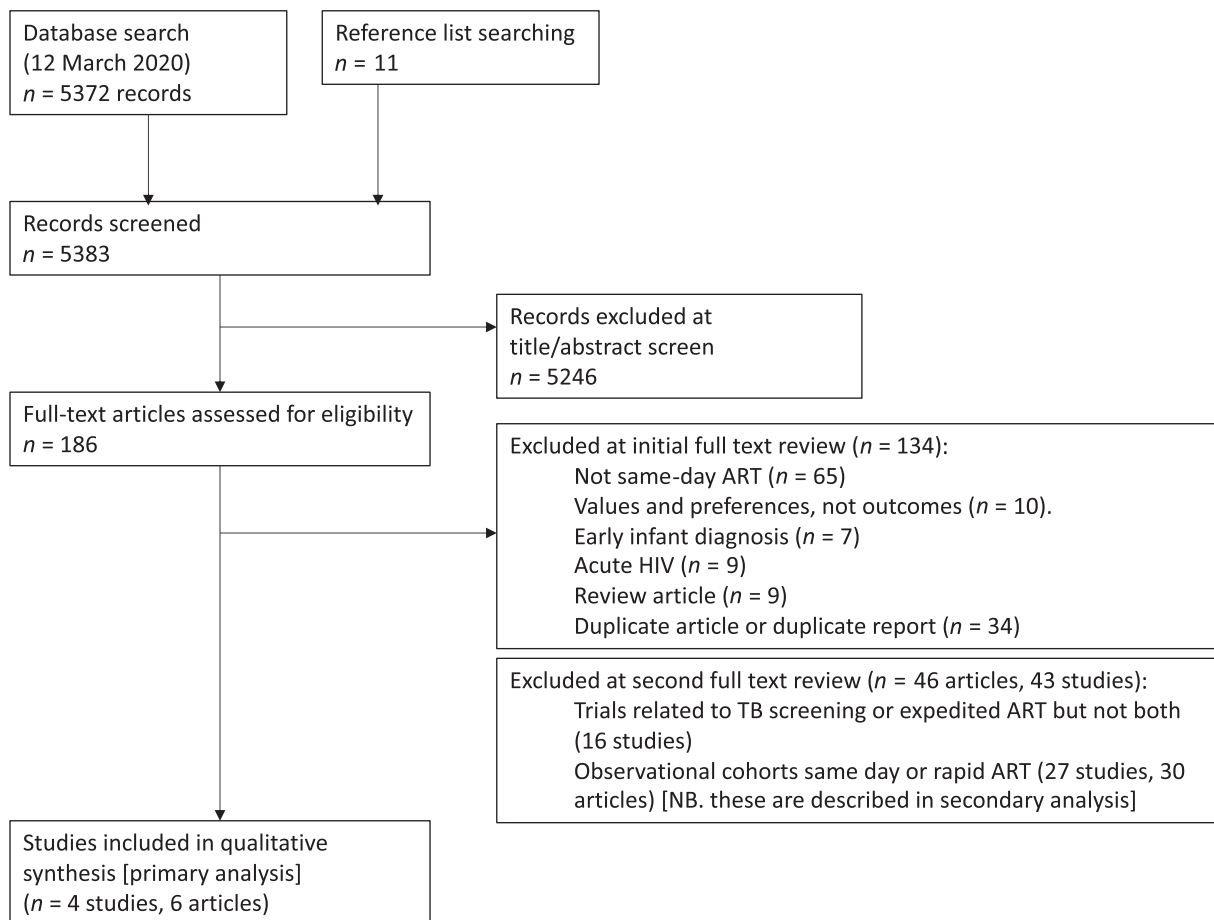 Database search
(12 March 2020)
n = 5372 records
Reference list searching
n = 11
Records screened
n = 5383
Records excluded at
title/abstract screen
n = 5246
Full-text articles assessed for eligibility
n = 186
Excluded at initial full text review (n = 134):
Not same-day ART (n = 65)
Values and preferences, not outcomes (n = 10).
Early infant diagnosis (n = 7)
Acute HIV (n = 9)
Review article (n = 9)
Duplicate article or duplicate report (n = 34)
Excluded at second full text review (n = 46 articles, 43 studies):
Trials related to TB screening or expedited ART but not both
(16 studies)
Observational cohorts same day or rapid ART (27 studies, 30
articles) [NB. these are described in secondary analysis]
Studies included in qualitative
synthesis [primary analysis]
(n = 4 studies, 6 articles)